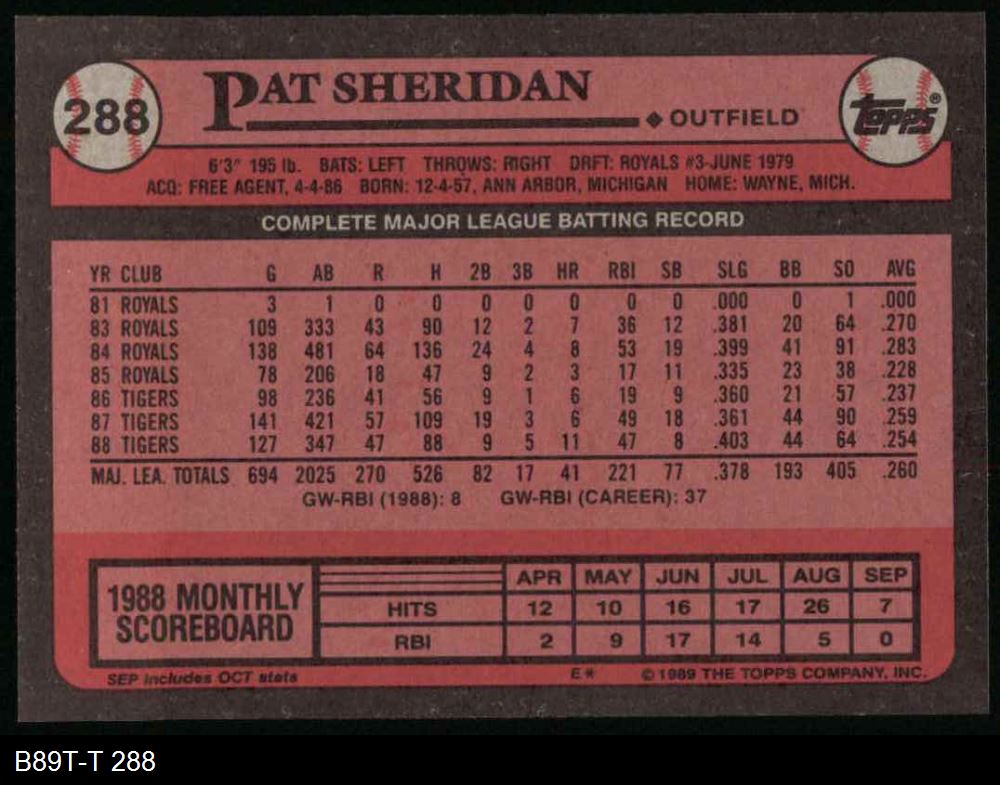 288
PAT SHERIDAN
◆ OUTFIELD
Topps®
6'3" 195 lb. BATS: LEFT THROWS: RIGHT DRFT: ROYALS #3-JUNE 1979
ACQ: FREE AGENT, 4-4-86 BORN: 12-4-57, ANN ARBOR, MICHIGAN HOME: WAYNE, MICH.
COMPLETE MAJOR LEAGUE BATTING RECORD
YR CLUB G AB R H 2B 3B HR RBI SB SLG BB SO AVG
81 ROYALS 3 1 0 0 0 0 0 0 0 .000 0 1 .000
83 ROYALS 109 333 43 90 12 2 7 36 12 .381 20 64 .270
84 ROYALS 138 481 64 136 24 4 8 53 19 .399 41 91 .283
85 ROYALS 78 206 18 47 9 2 3 17 11 .335 23 38 .228
86 TIGERS 98 236 41 56 9 1 6 19 9 .360 21 57 .237
87 TIGERS 141 421 57 109 19 3 6 49 18 .361 44 90 .259
88 TIGERS 127 347 47 88 9 5 11 47 8 .403 44 64 .254
MAJ. LEA. TOTALS 694 2025 270 526 82 17 41 221 77 .378 193 405 .260
GW-RBI (1988): 8 GW-RBI (CAREER): 37
1988 MONTHLY
SCOREBOARD
APR MAY JUN JUL AUG SEP
HITS 12 10 16 17 26 7
RBI 2 9 17 14 5 0
SEP includes OCT stats
E*
© 1989 THE TOPPS COMPANY, INC.
B89T-T 288